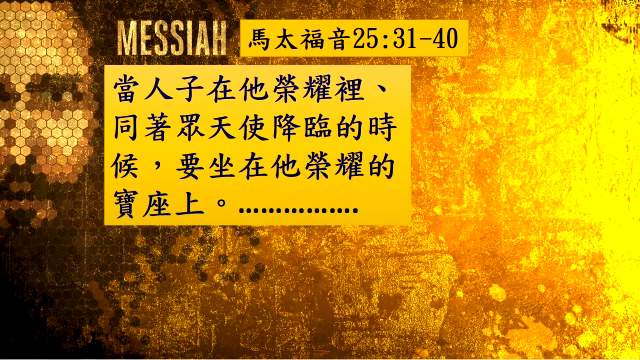 MESSIAH 馬太福音25:31-40
當人子在他榮耀裡、
同著眾天使降臨的時
候，要坐在他榮耀的
寶座上。................